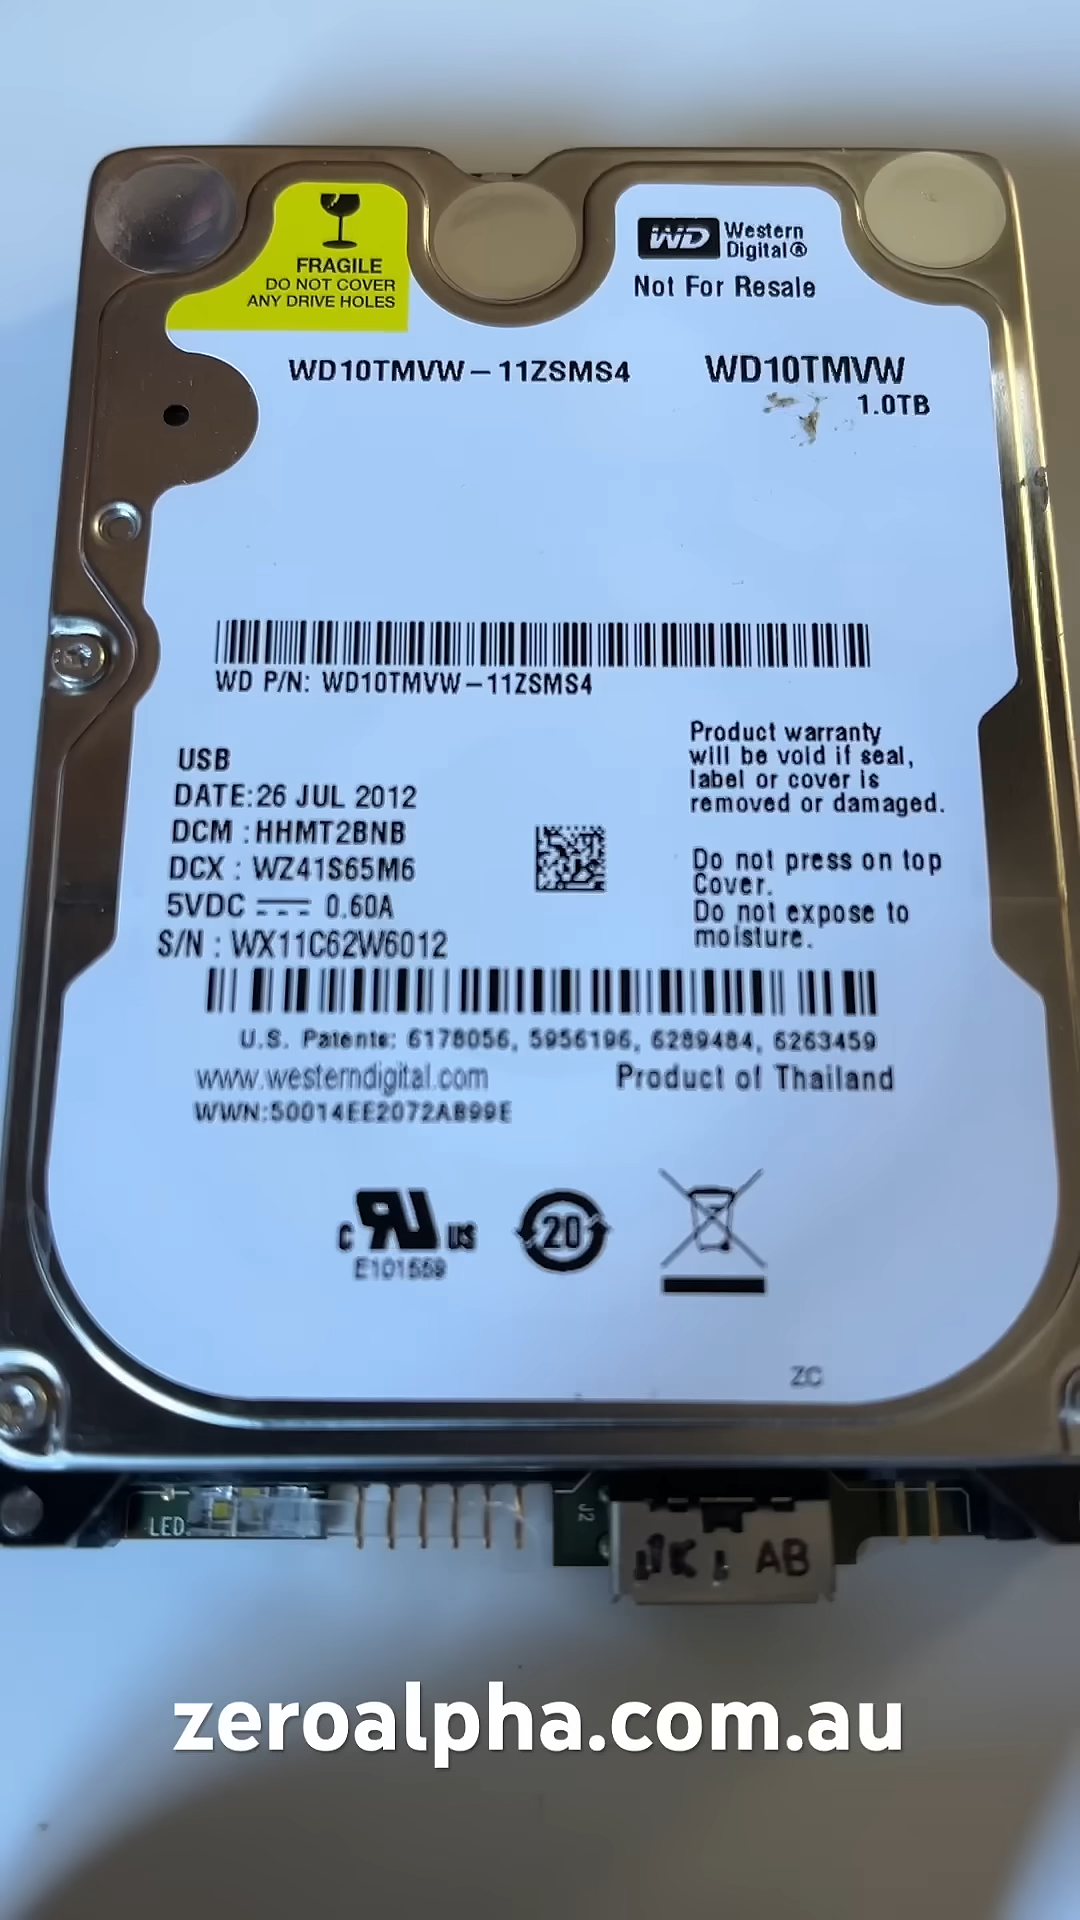 FRAGILE
DO NOT COVER
ANY DRIVE HOLES
WD Western
Digital®
Not For Resale
WD10TMVW-11ZSMS4
WD10TMVW
1.0TB
WD P/N: WD10TMVW-11ZSMS4
USB
DATE:26 JUL 2012
DCM :HHMT2BNB
DCX : WZ41S65M6
5VDC 0.60A
S/N : WX11C62W6012
Product warranty
will be void if seal,
label or cover is
removed or damaged.
Do not press on top
Cover.
Do not expose to
moisture.
U.S. Patents: 6178056, 5956196, 6289484, 6263459
www.westerndigital.com
Product of Thailand
WWN:50014EE2072AB99E
C RU US
E101559
20
ZC
LED
J2
AB
zeroalpha.com.au